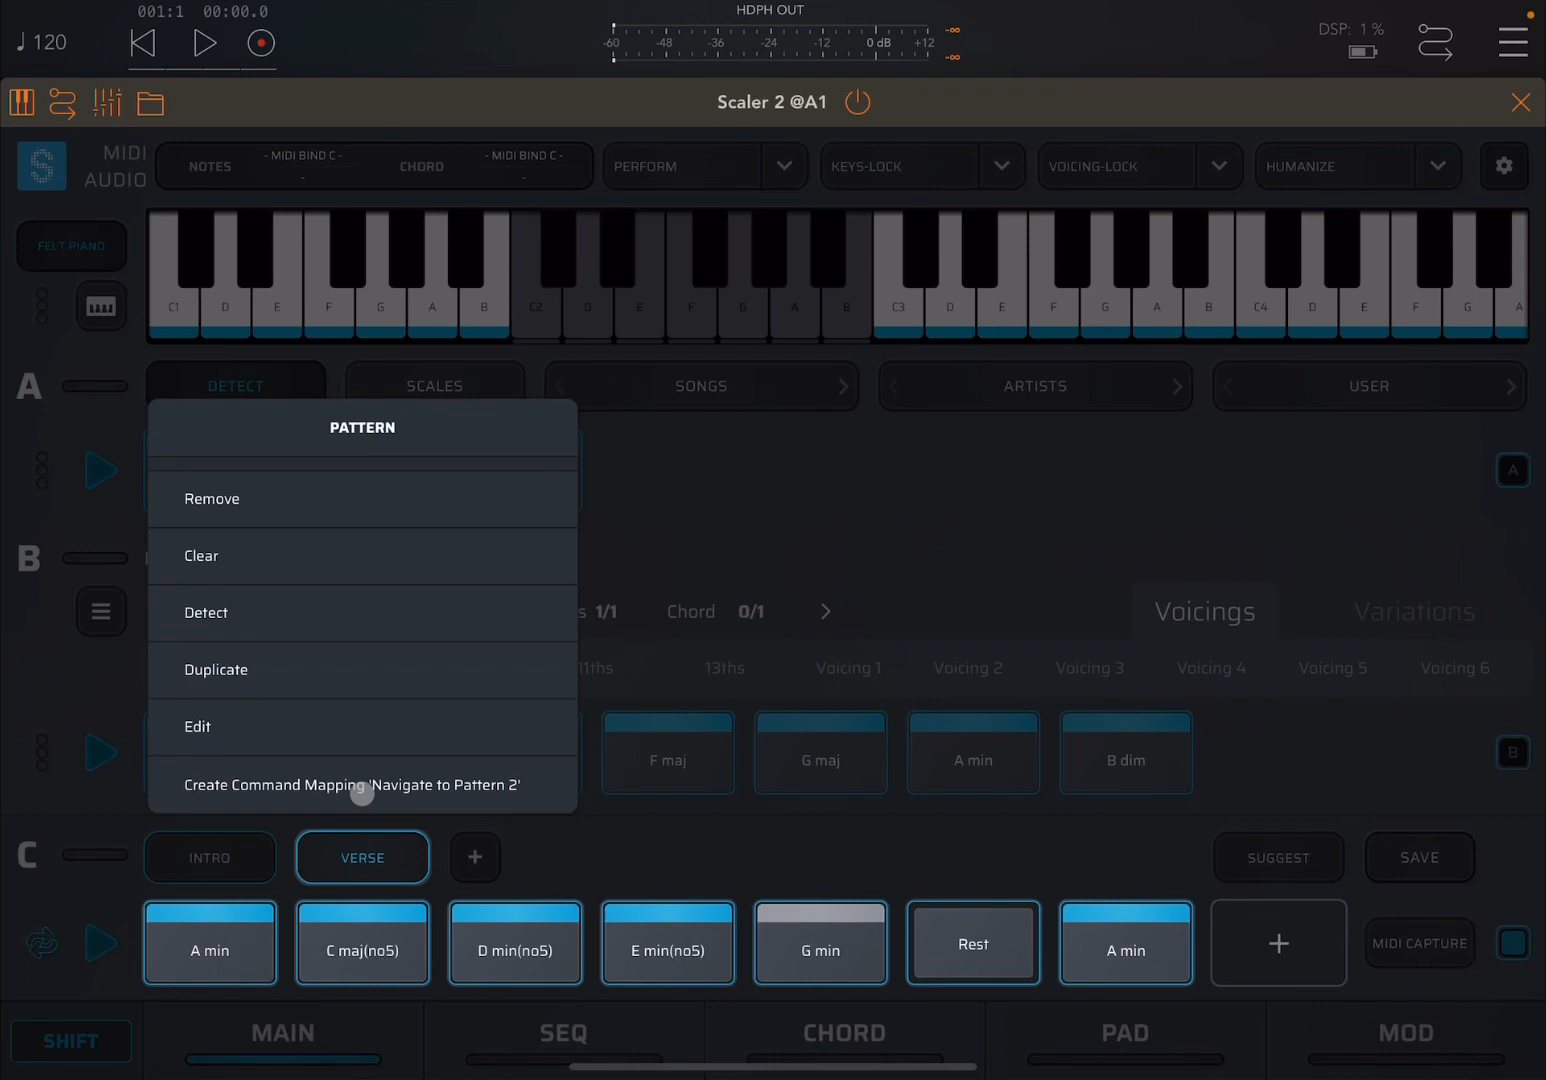 001:1 00:00.0
HDPH OUT
♩ 120
-60 -48 -36 -24 -12 0 dB +12
-∞
-∞
DSP: 1 %
Scaler 2 @A1
S
MIDI
AUDIO
NOTES - MIDI BIND C - -
CHORD - MIDI BIND C - -
PERFORM
KEYS-LOCK
VOICING-LOCK
HUMANIZE
FELT PIANO
C1 D E F G A B C2 D E F G A B C3 D E F G A B C4 D E F G A
A
DETECT
SCALES
SONGS
ARTISTS
USER
PATTERN
Remove
Clear
Detect
Duplicate
Edit
Create Command Mapping 'Navigate to Pattern 2'
A
B
s 1/1 Chord 0/1
Voicings
Variations
11ths 13ths Voicing 1 Voicing 2 Voicing 3 Voicing 4 Voicing 5 Voicing 6
F maj
G maj
A min
B dim
B
C
INTRO
VERSE
+
SUGGEST
SAVE
A min
C maj(no5)
D min(no5)
E min(no5)
G min
Rest
A min
+
MIDI CAPTURE
SHIFT
MAIN
SEQ
CHORD
PAD
MOD